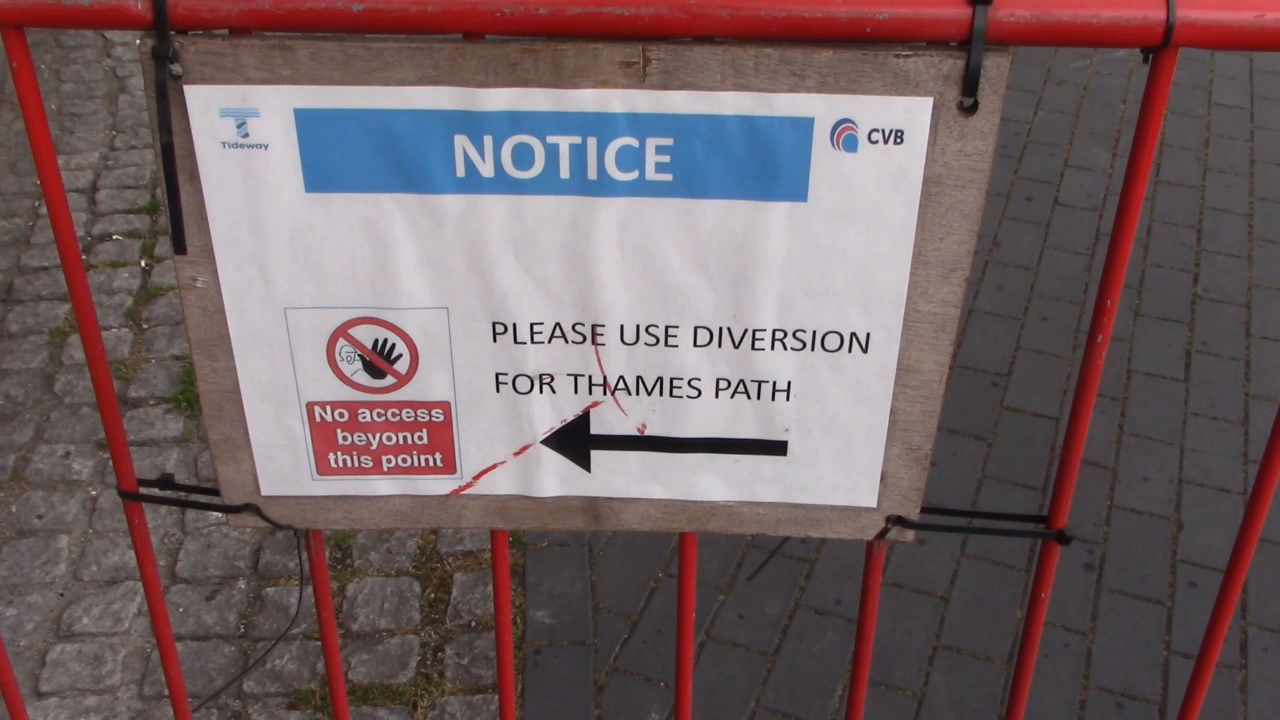 Tideway
NOTICE
CVB
PLEASE USE DIVERSION
FOR THAMES PATH
No access
beyond
this point